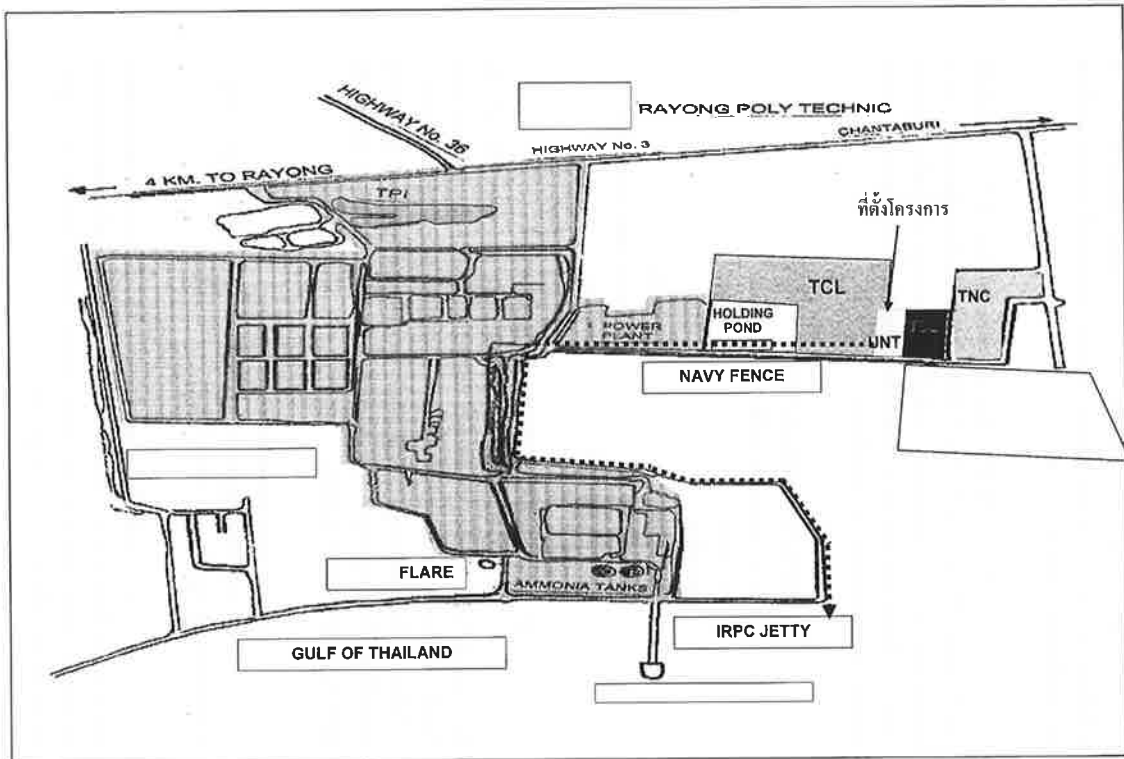 HIGHWAY No. 36
RAYONG POLY TECHNIC
CHANTABURI
HIGHWAY No. 3
4 KM. TO RAYONG
TPI
ที่ตั้งโครงการ
TCL
TNC
HOLDING
POND
POWER
PLANT
UNT
NAVY FENCE
FLARE
AMMONIA TANKS
IRPC JETTY
GULF OF THAILAND